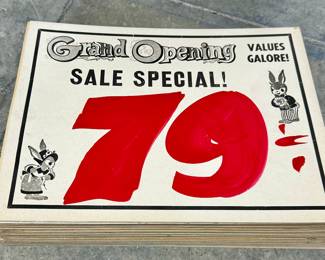 Grand Opening
VALUES
GALORE!
SALE SPECIAL!
79